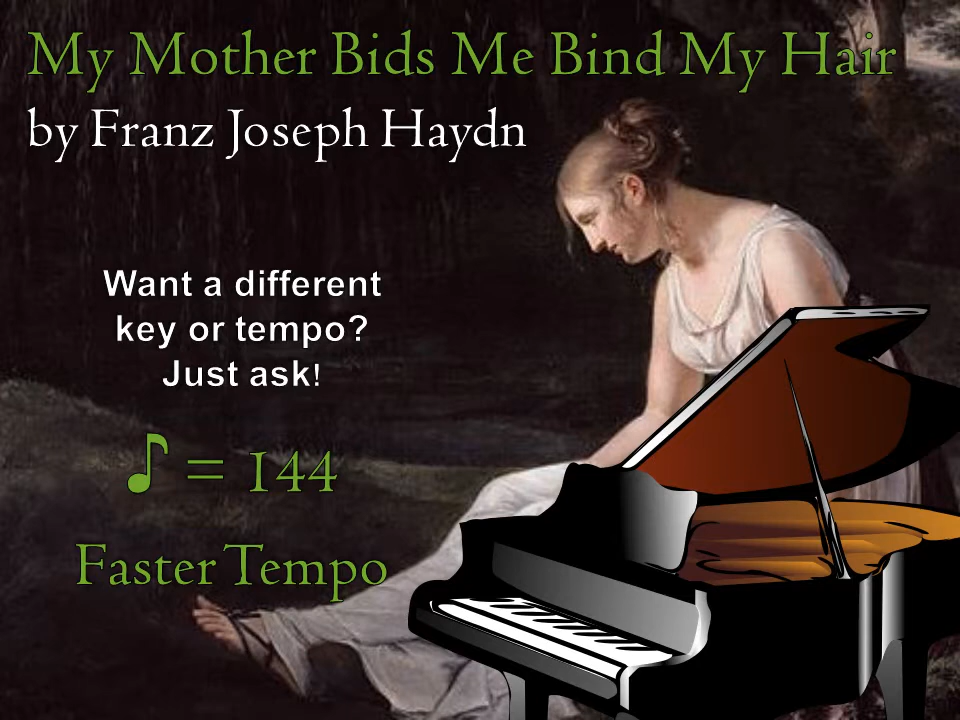 My Mother Bids Me Bind My Hair
by Franz Joseph Haydn
Want a different
key or tempo?
Just ask!
♪ = 144
Faster Tempo